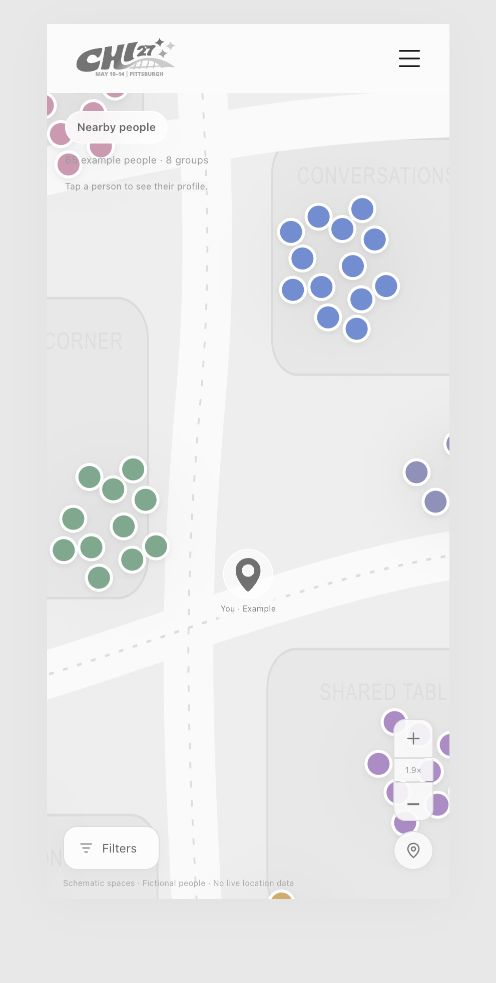 CHI 27
MAY 10–14 | PITTSBURGH
Nearby people
example people · 8 groups
Tap a person to see their profile.
CONVERSATIONS
CORNER
You · Example
SHARED TABL
+
1.9×
−
Filters
Schematic spaces · Fictional people · No live location data